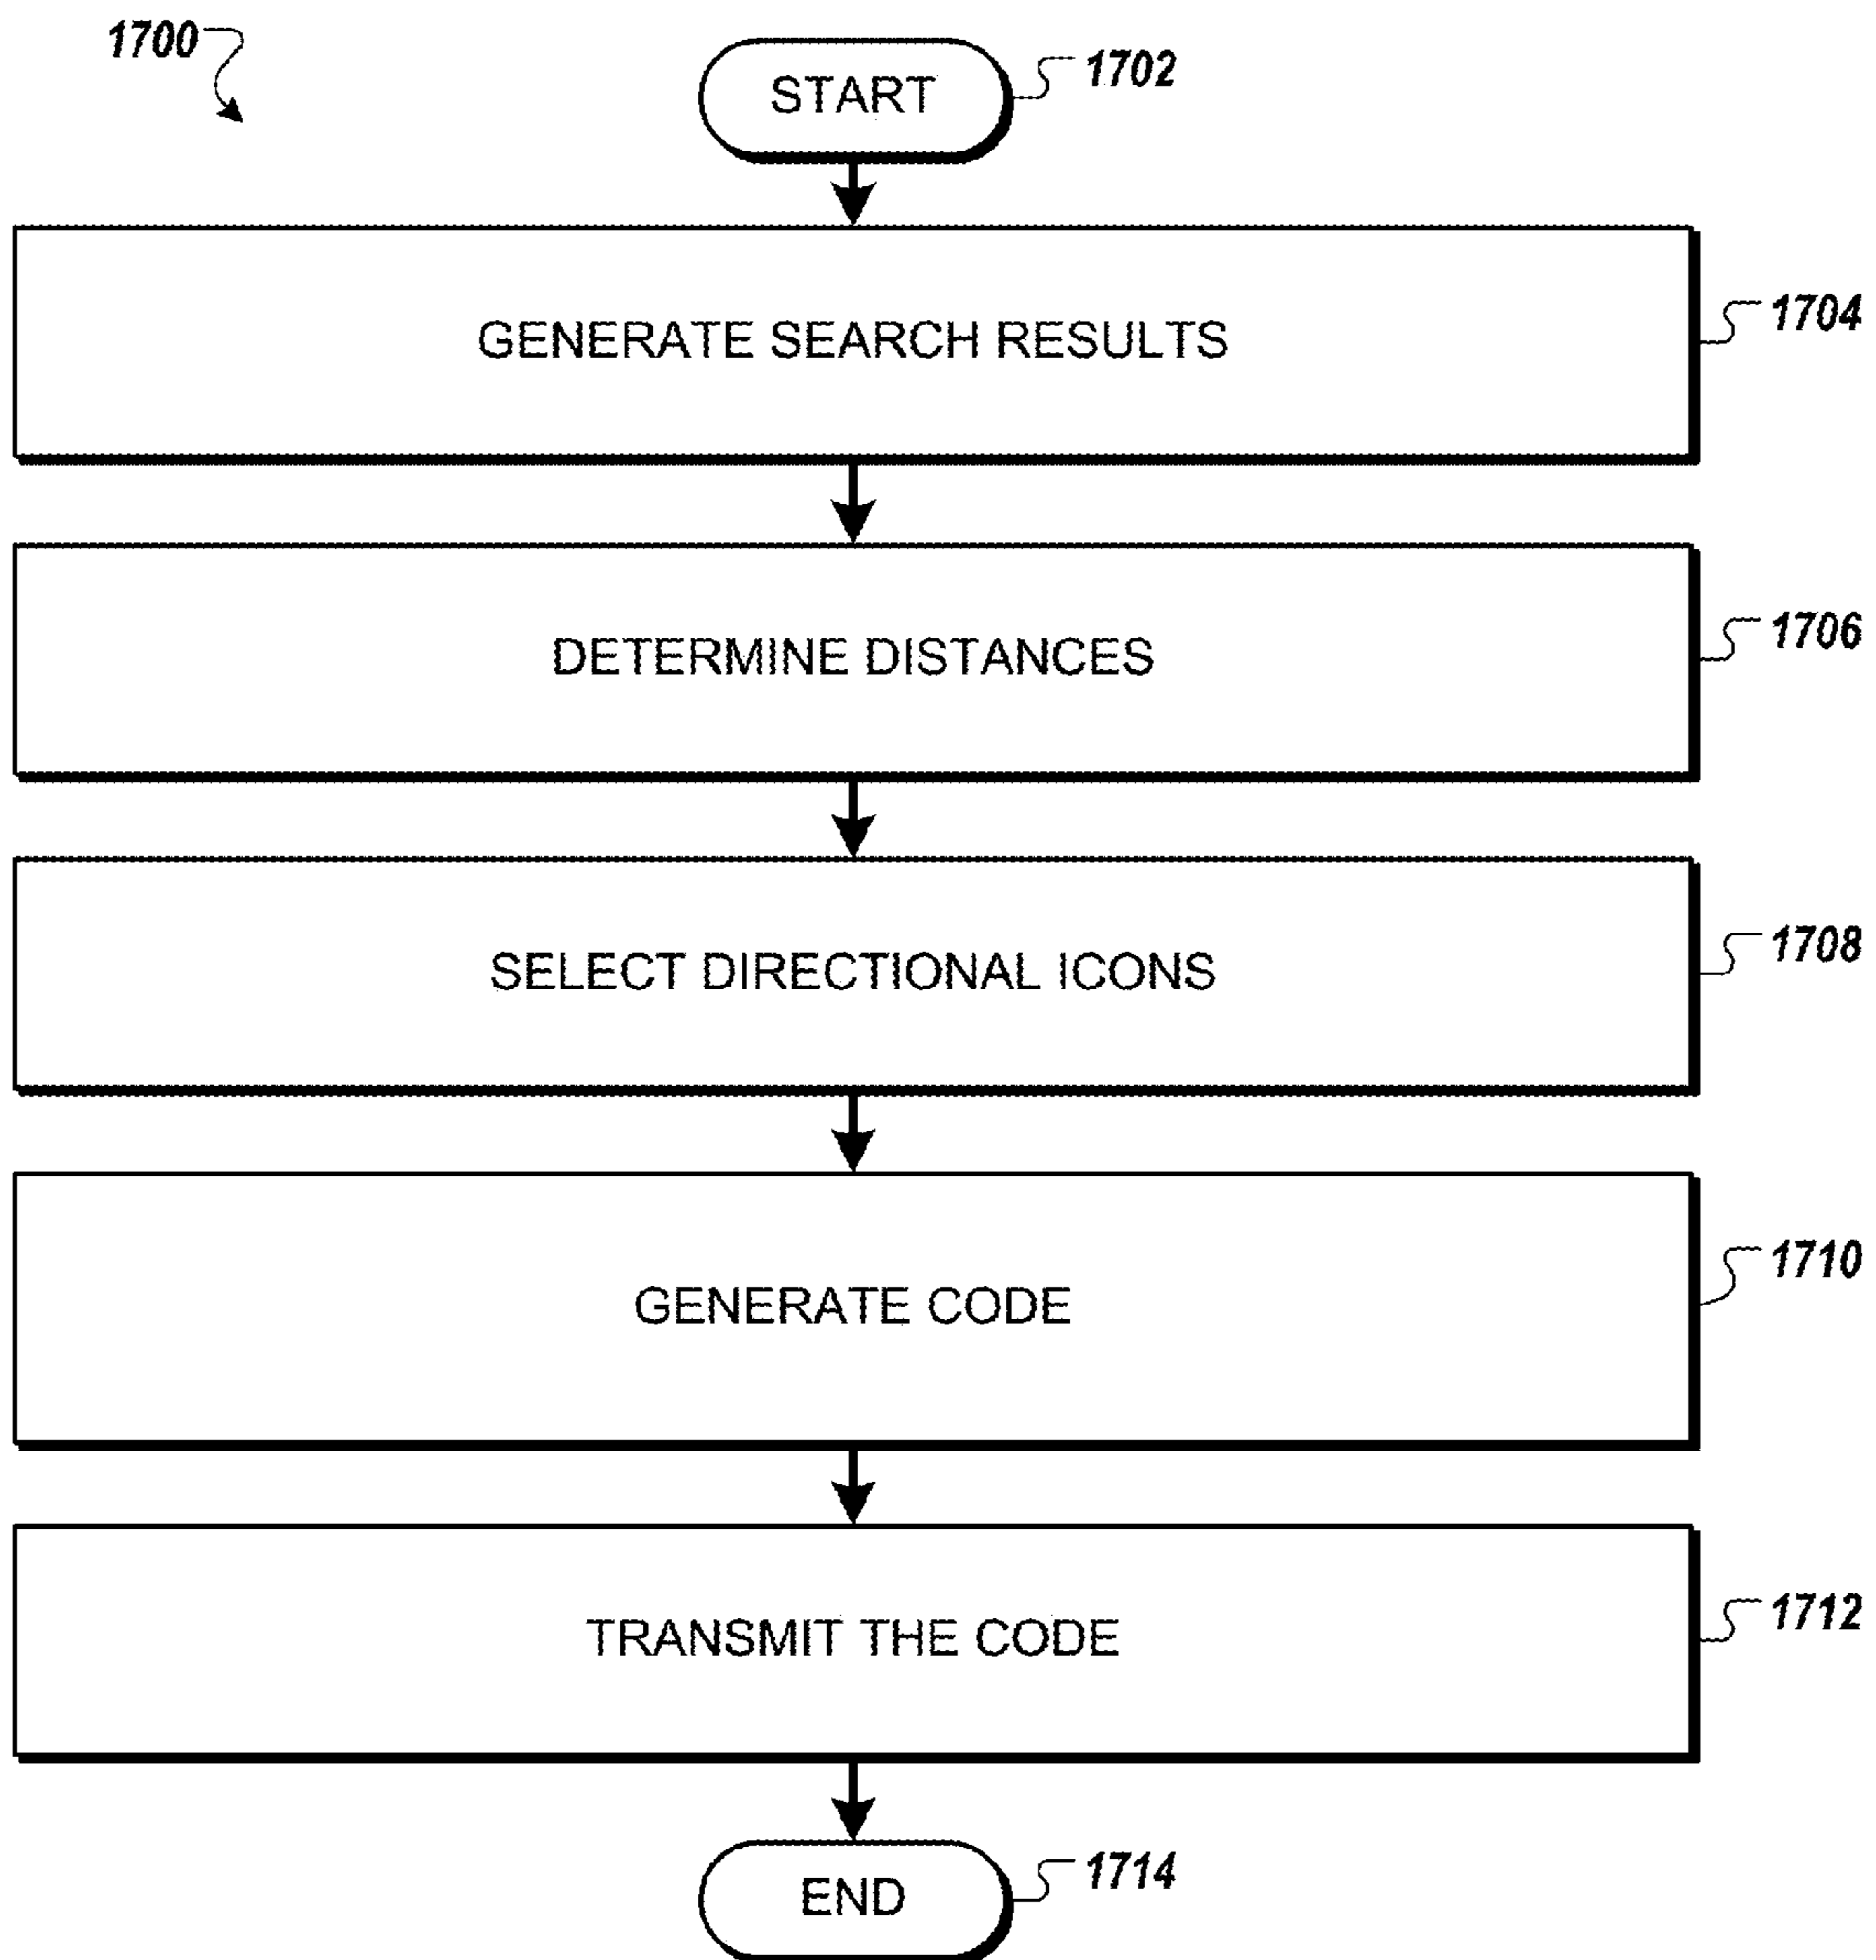 1700
START
1702
GENERATE SEARCH RESULTS
1704
DETERMINE DISTANCES
1706
SELECT DIRECTIONAL ICONS
1708
GENERATE CODE
1710
TRANSMIT THE CODE
1712
END
1714